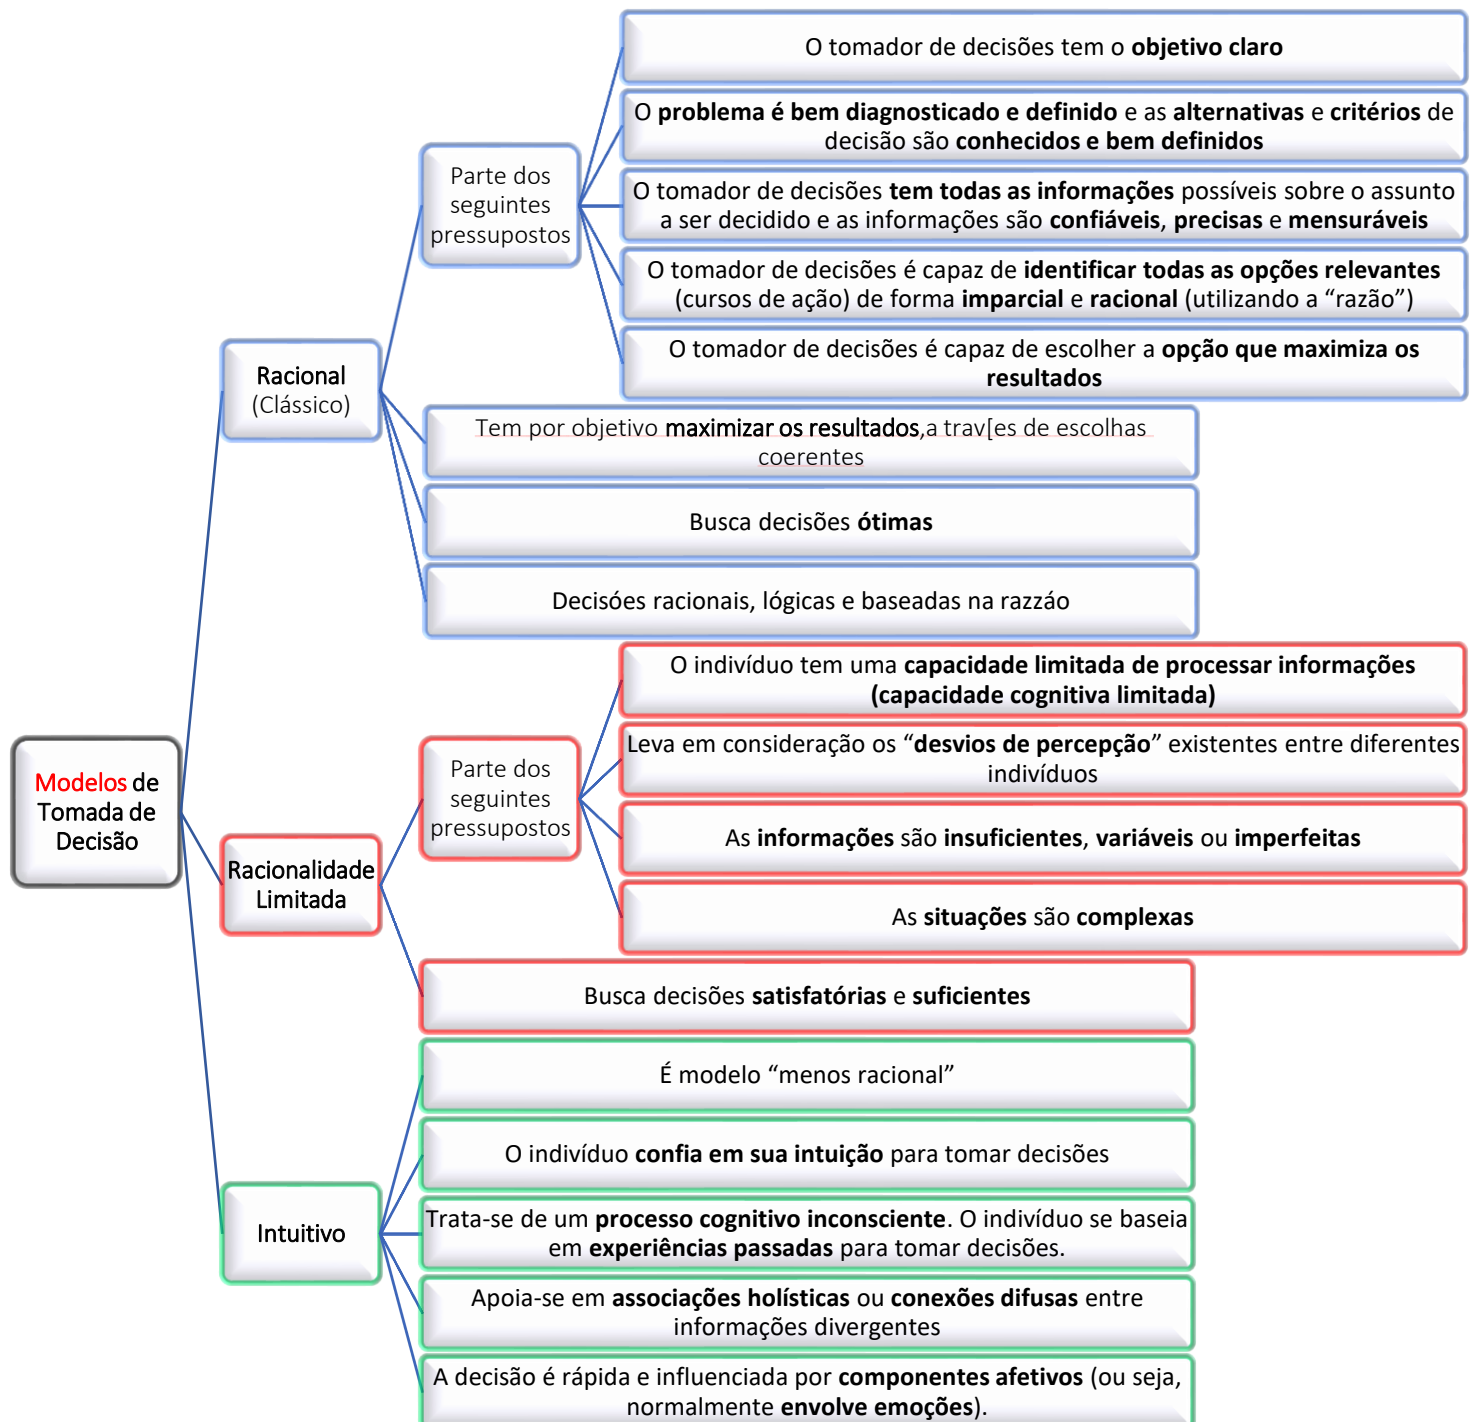 Modelos de
Tomada de
Decisão
Racional
(Clássico)
Parte dos
seguintes
pressupostos
O tomador de decisões tem o objetivo claro
O problema é bem diagnosticado e definido e as alternativas e critérios de
decisão são conhecidos e bem definidos
O tomador de decisões tem todas as informações possíveis sobre o assunto
a ser decidido e as informações são confiáveis, precisas e mensuráveis
O tomador de decisões é capaz de identificar todas as opções relevantes
(cursos de ação) de forma imparcial e racional (utilizando a “razão”)
O tomador de decisões é capaz de escolher a opção que maximiza os
resultados
Tem por objetivo maximizar os resultados,a trav[es de escolhas
coerentes
Busca decisões ótimas
Decisóes racionais, lógicas e baseadas na razzáo
Racionalidade
Limitada
Parte dos
seguintes
pressupostos
O indivíduo tem uma capacidade limitada de processar informações
(capacidade cognitiva limitada)
Leva em consideração os “desvios de percepção” existentes entre diferentes
indivíduos
As informações são insuficientes, variáveis ou imperfeitas
As situações são complexas
Busca decisões satisfatórias e suficientes
Intuitivo
É modelo “menos racional”
O indivíduo confia em sua intuição para tomar decisões
Trata-se de um processo cognitivo inconsciente. O indivíduo se baseia
em experiências passadas para tomar decisões.
Apoia-se em associações holísticas ou conexões difusas entre
informações divergentes
A decisão é rápida e influenciada por componentes afetivos (ou seja,
normalmente envolve emoções).